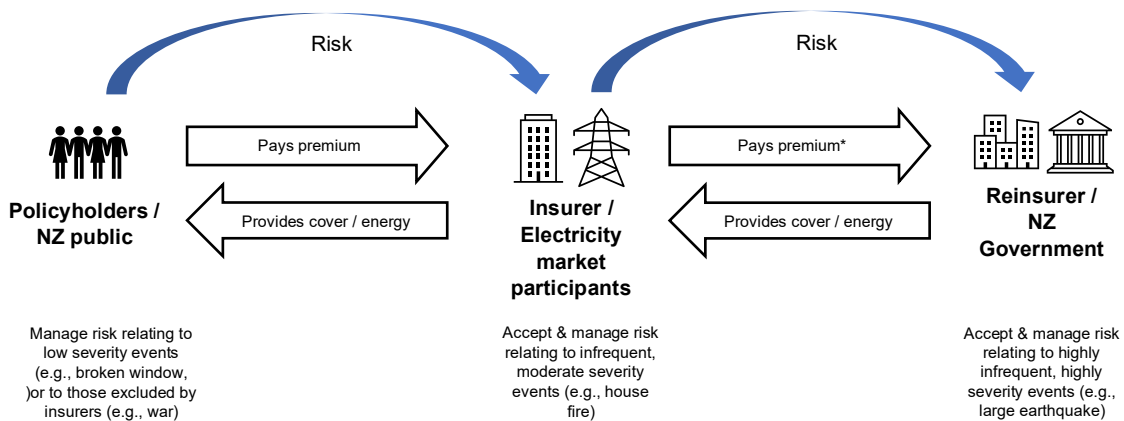 Risk
Risk
Pays premium
Pays premium*
Provides cover / energy
Provides cover / energy
Policyholders /
NZ public
Insurer /
Electricity
market
participants
Reinsurer /
NZ
Government
Manage risk relating to
low severity events
(e.g., broken window,
)or to those excluded by
insurers (e.g., war)
Accept & manage risk
relating to infrequent,
moderate severity
events (e.g., house
fire)
Accept & manage risk
relating to highly
infrequent, highly
severity events (e.g.,
large earthquake)